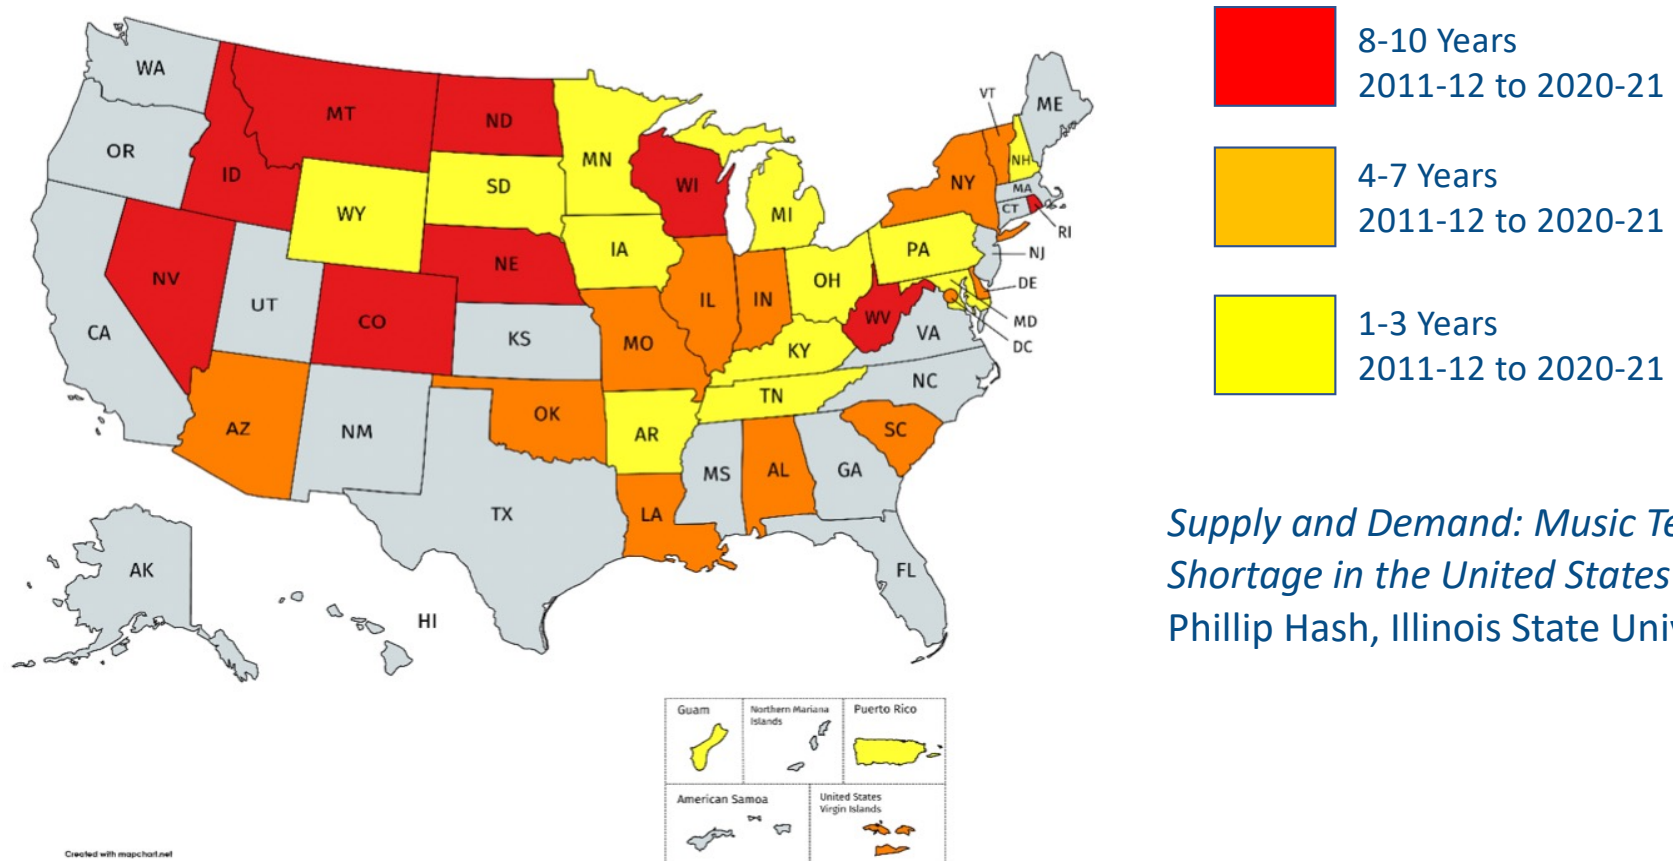 WA
OR
CA
ID
NV
MT
WY
UT
AZ
CO
NM
ND
SD
NE
KS
OK
TX
MN
IA
MO
AR
LA
WI
IL
MS
MI
IN
KY
TN
AL
OH
WV
GA
FL
SC
NC
VA
PA
NY
VT
NH
ME
MA
CT
RI
NJ
DE
MD
DC
AK
HI
Guam
Northern Mariana
Islands
Puerto Rico
American Samoa
United States
Virgin Islands
Created with mapchart.net
8-10 Years
2011-12 to 2020-21
4-7 Years
2011-12 to 2020-21
1-3 Years
2011-12 to 2020-21
Supply and Demand: Music Te
Shortage in the United States
Phillip Hash, Illinois State Univ